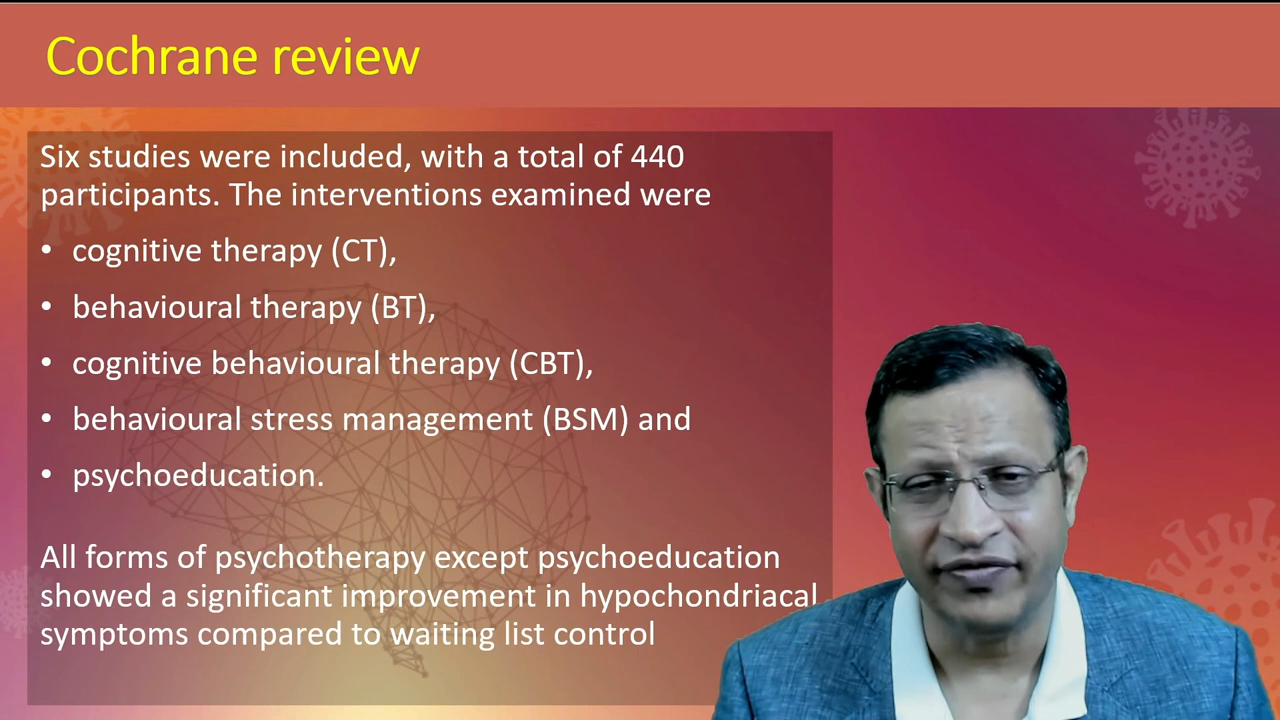 Cochrane review
Six studies were included, with a total of 440
participants. The interventions examined were
• cognitive therapy (CT),
• behavioural therapy (BT),
• cognitive behavioural therapy (CBT),
• behavioural stress management (BSM) and
• psychoeducation.
All forms of psychotherapy except psychoeducation
showed a significant improvement in hypochondriacal
symptoms compared to waiting list control